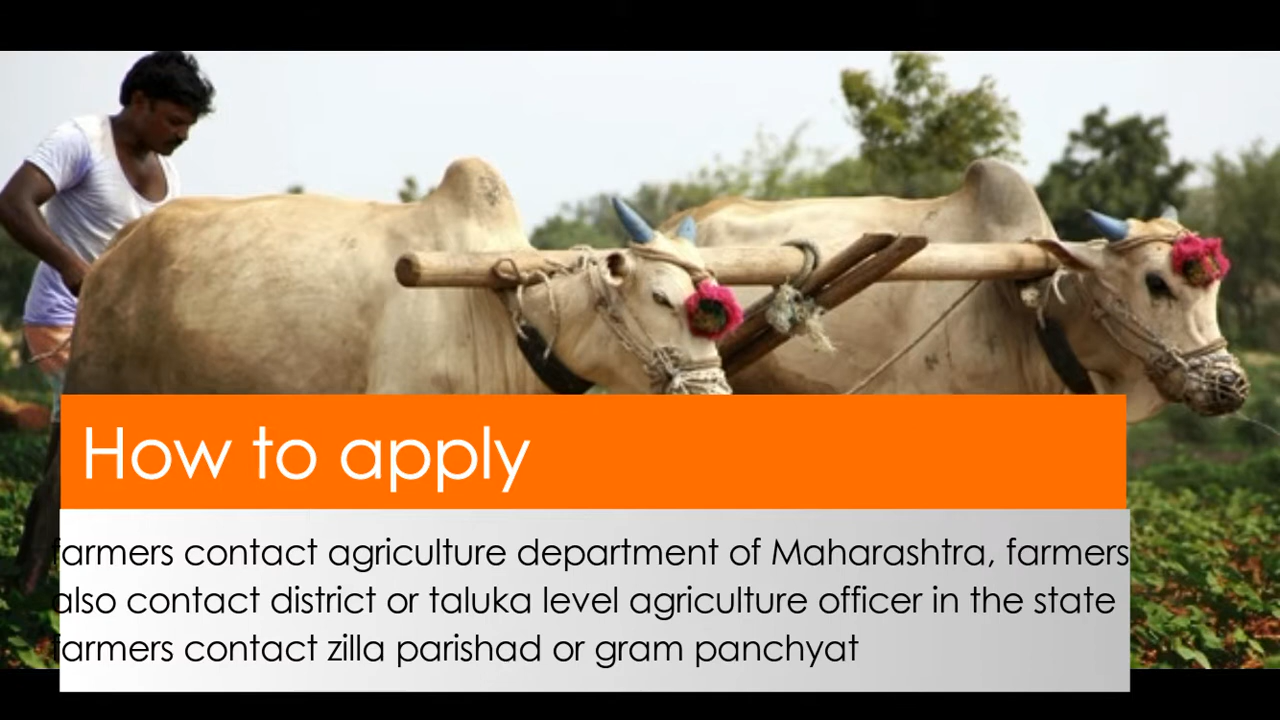 How to apply
farmers contact agriculture department of Maharashtra, farmers
also contact district or taluka level agriculture officer in the state
farmers contact zilla parishad or gram panchyat